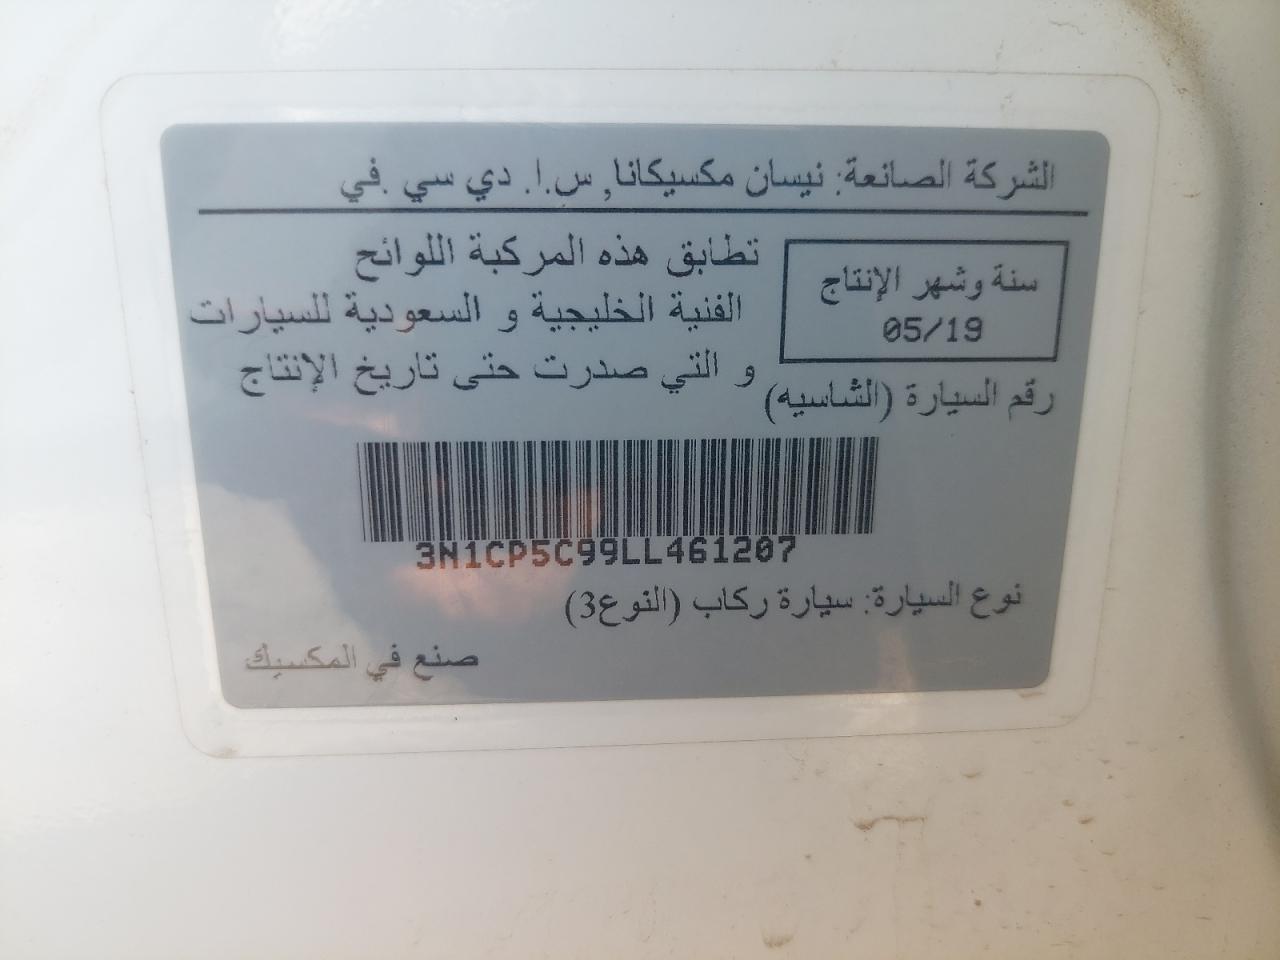 الشركة الصانعة: نيسان مكسيكانا, س.ا. دي سي .في
سنة وشهر الإنتاج
05/19
تطابق هذه المركبة اللوائح
الفنية الخليجية و السعودية للسيارات
و التي صدرت حتى تاريخ الإنتاج
رقم السيارة (الشاسيه)
3N1CP5C99LL461207
نوع السيارة: سيارة ركاب (النوع3)
صنع في المكسيك